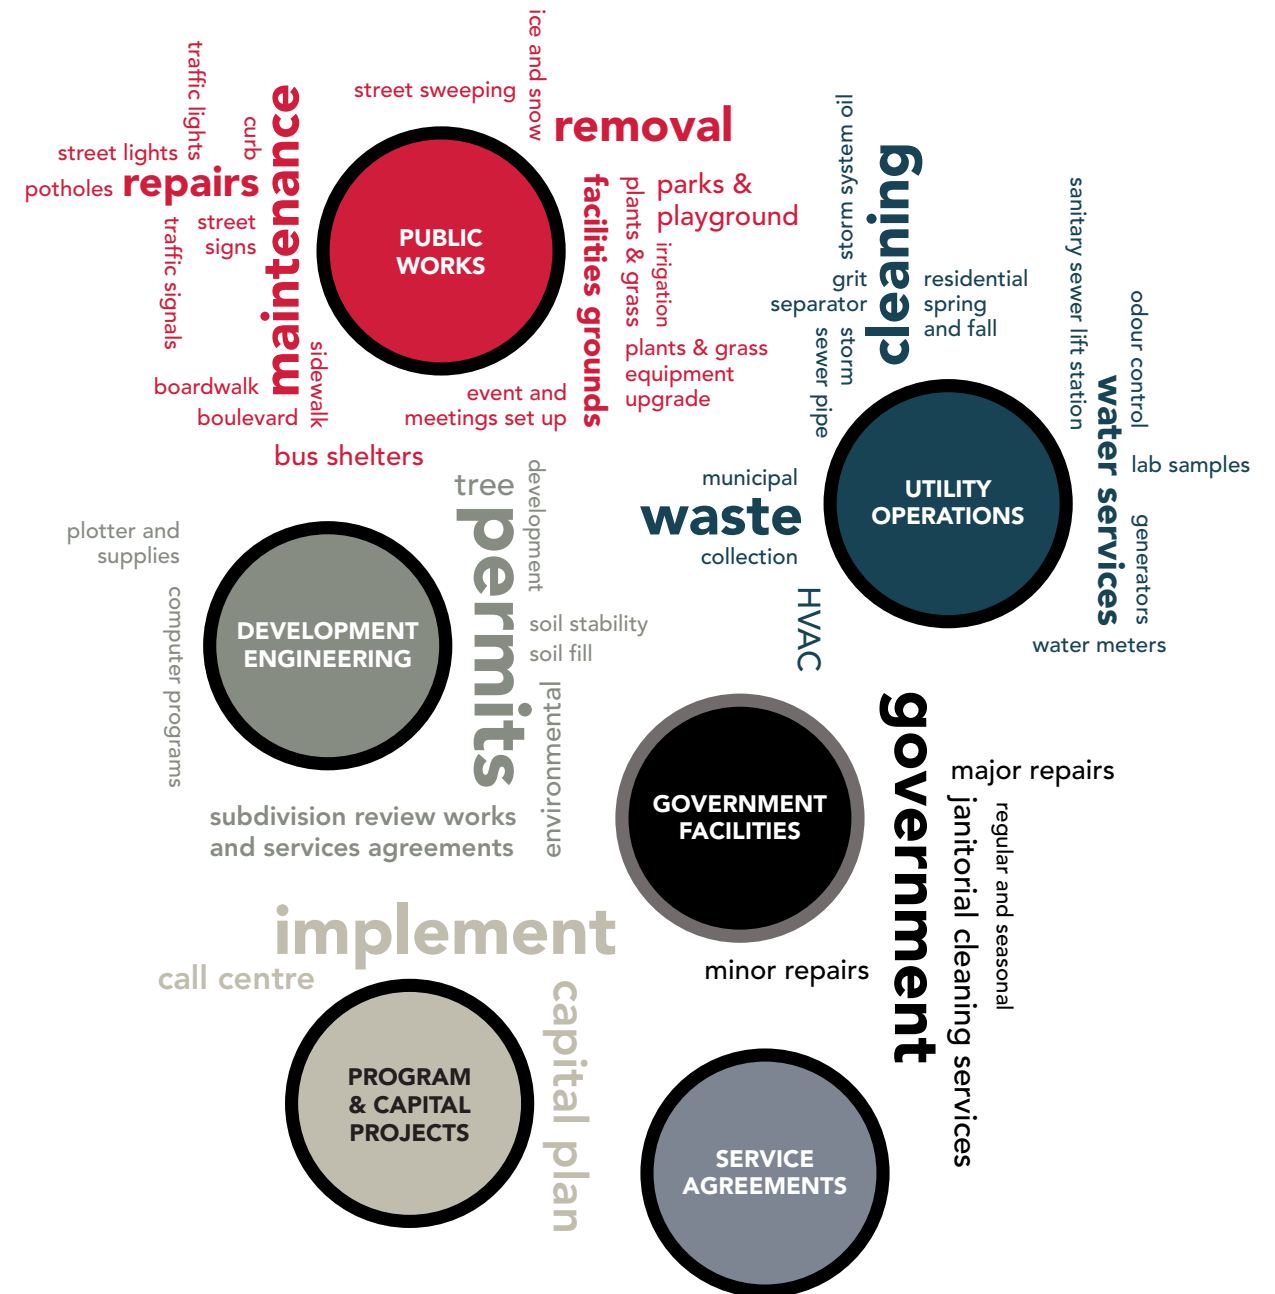 ice and snow
street sweeping
removal
traffic lights
curb
maintenance
street lights
potholes
repairs
street
signs
traffic signals
boardwalk
boulevard
sidewalk
bus shelters
PUBLIC
WORKS
facilities grounds
plants & grass
parks &
playground
irrigation
plants & grass
equipment
upgrade
event and
meetings set up
storm system oil
cleaning
grit
separator
residential
spring
and fall
storm
sewer pipe
sanitary sewer lift station
odour control
water services
lab samples
generators
water meters
UTILITY
OPERATIONS
municipal
waste
collection
HVAC
tree
development
permits
plotter and
supplies
computer programs
DEVELOPMENT
ENGINEERING
soil stability
soil fill
environmental
subdivision review works
and services agreements
GOVERNMENT
FACILITIES
government
major repairs
janitorial cleaning services
regular and seasonal
minor repairs
implement
call centre
capital plan
PROGRAM
& CAPITAL
PROJECTS
SERVICE
AGREEMENTS